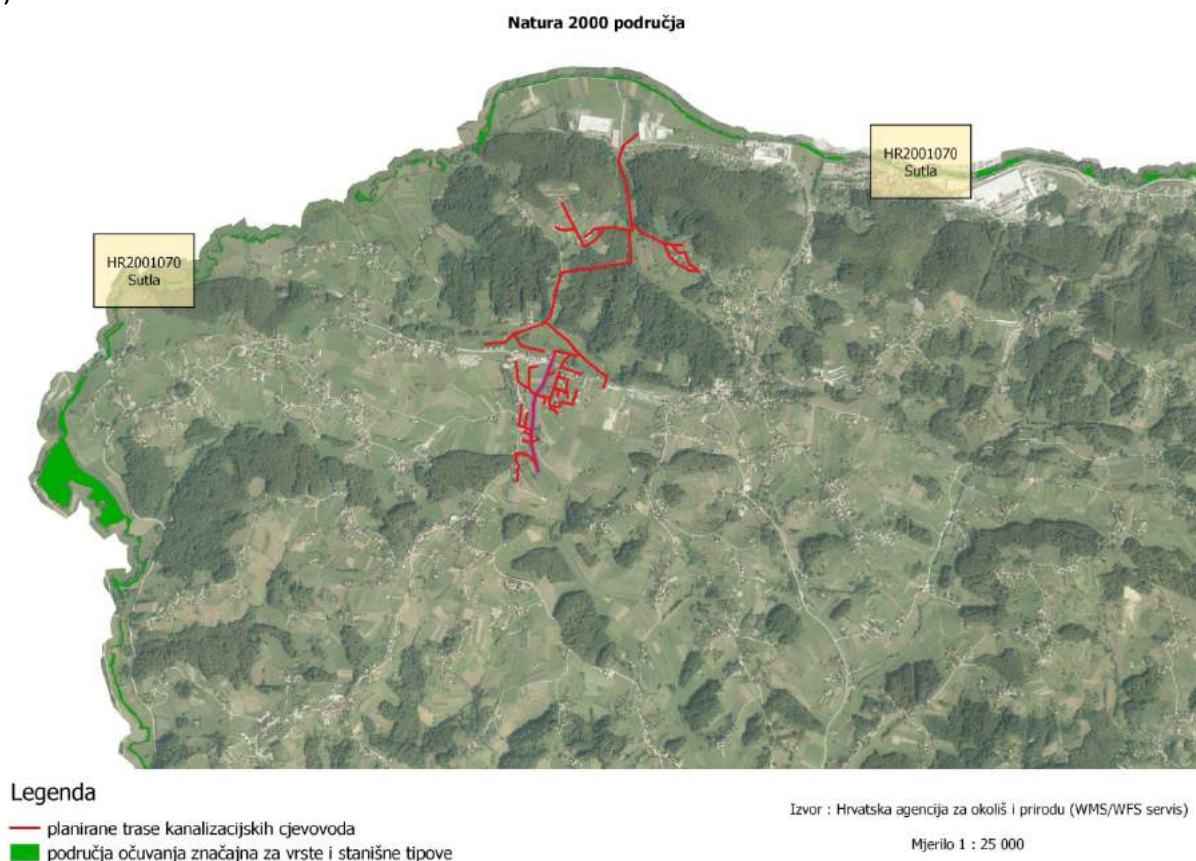 )
Natura 2000 područja
HR2001070
Sutla
HR2001070
Sutla
Legenda
planirane trase kanalizacijskih cjevovoda
područja očuvanja značajna za vrste i stanišne tipove
Izvor : Hrvatska agencija za okoliš i prirodu (WMS/WFS servis)
Mjerilo 1 : 25 000